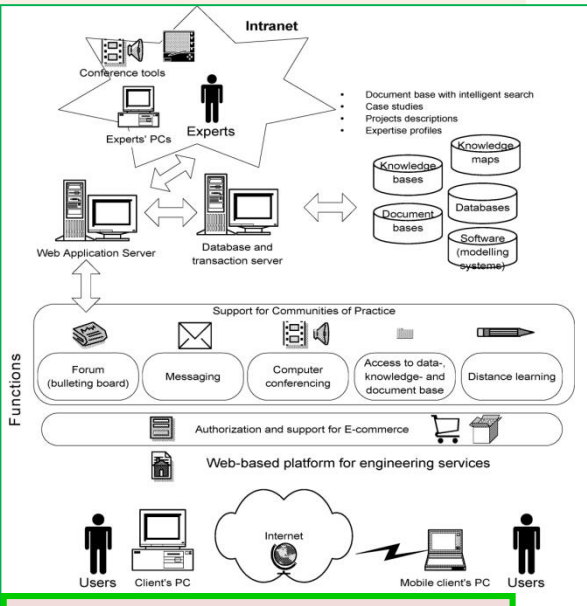 Intranet
Conference tools
Experts' PCs
Experts
• Document base with intelligent search
• Case studies
• Projects descriptions
• Expertise profiles
Knowledge
maps
Knowledge
bases
Document
bases
Databases
Software
(modelling
systems)
Web Application Server
Database and
transaction server
Functions
Support for Communities of Practice
Forum
(bulleting board)
Messaging
Computer
conferencing
Access to data-,
knowledge- and
document base
Distance learning
Authorization and support for E-commerce
Web-based platform for engineering services
Internet
Users
Client's PC
Mobile client's PC
Users